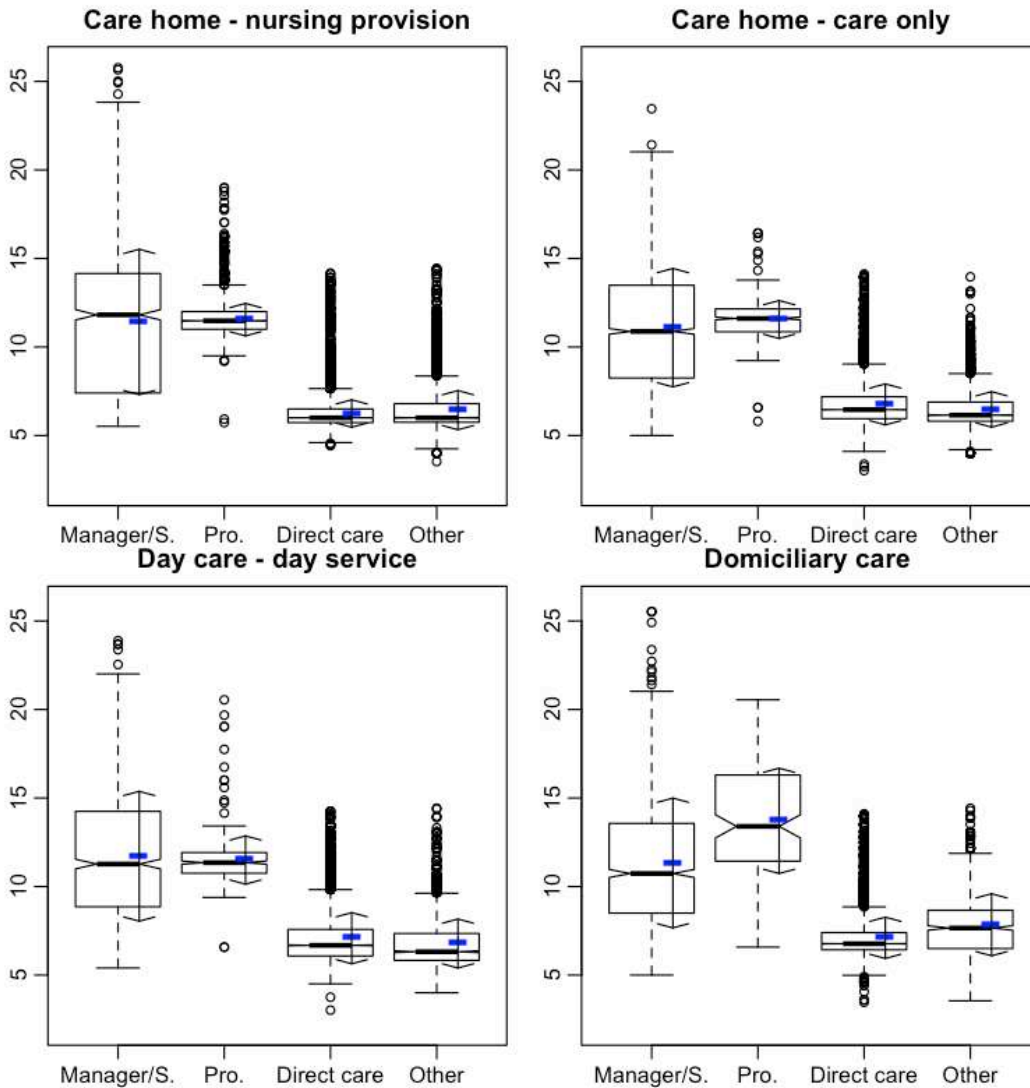 Care home - nursing provision
25
20
15
10
5
Manager/S. Pro. Direct care Other
Care home - care only
25
20
15
10
5
Manager/S. Pro. Direct care Other
Day care - day service
25
20
15
10
5
Manager/S. Pro. Direct care Other
Domiciliary care
25
20
15
10
5
Manager/S. Pro. Direct care Other